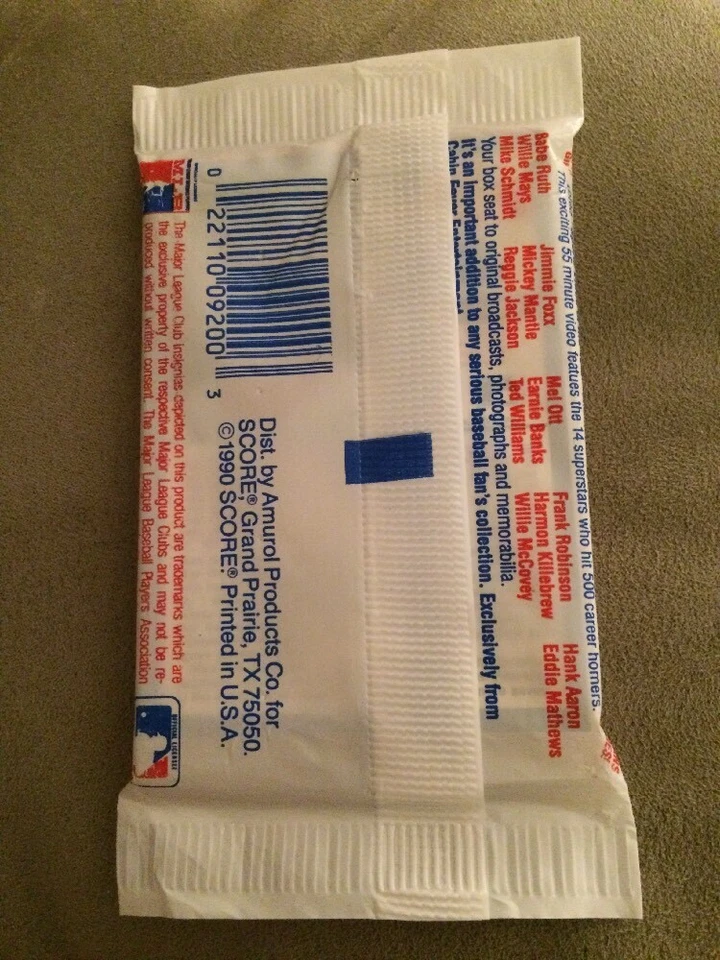 This exciting 55 minute video featues the 14 superstars who hit 500 career homers.
Babe Ruth Jimmie Foxx Mel Ott Frank Robinson Hank Aaron
Willie Mays Mickey Mantle Earnie Banks Harmon Killebrew Eddie Mathews
Mike Schmidt Reggie Jackson Ted Williams Willie McCovey
Your box seat to original broadcasts, photographs and memorabilia.
It's an important addition to any serious baseball fan's collection. Exclusively from
Cabin Fever Entertainment
0 22110 09200 3
Dist. by Amurol Products Co. for
SCORE®, Grand Prairie, TX 75050.
©1990 SCORE® Printed in U.S.A.
The Major League Club insignias depicted on this product are trademarks which are
the exclusive property of the respective Major League Clubs and may not be re-
produced without written consent. The Major League Baseball Players Association